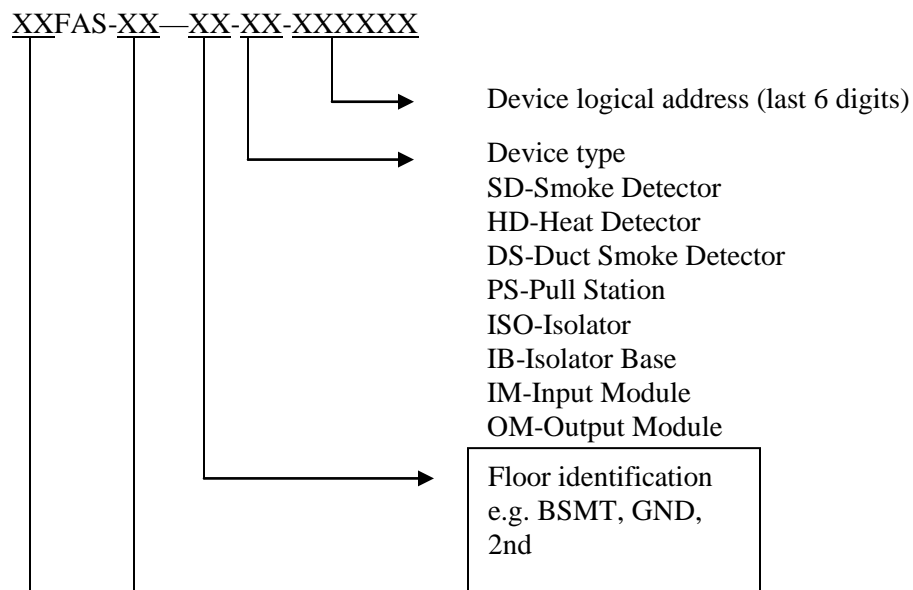 XXFAS-XX—XX-XX-XXXXXX
Device logical address (last 6 digits)
Device type
SD-Smoke Detector
HD-Heat Detector
DS-Duct Smoke Detector
PS-Pull Station
ISO-Isolator
IB-Isolator Base
IM-Input Module
OM-Output Module
Floor identification
e.g. BSMT, GND,
2nd